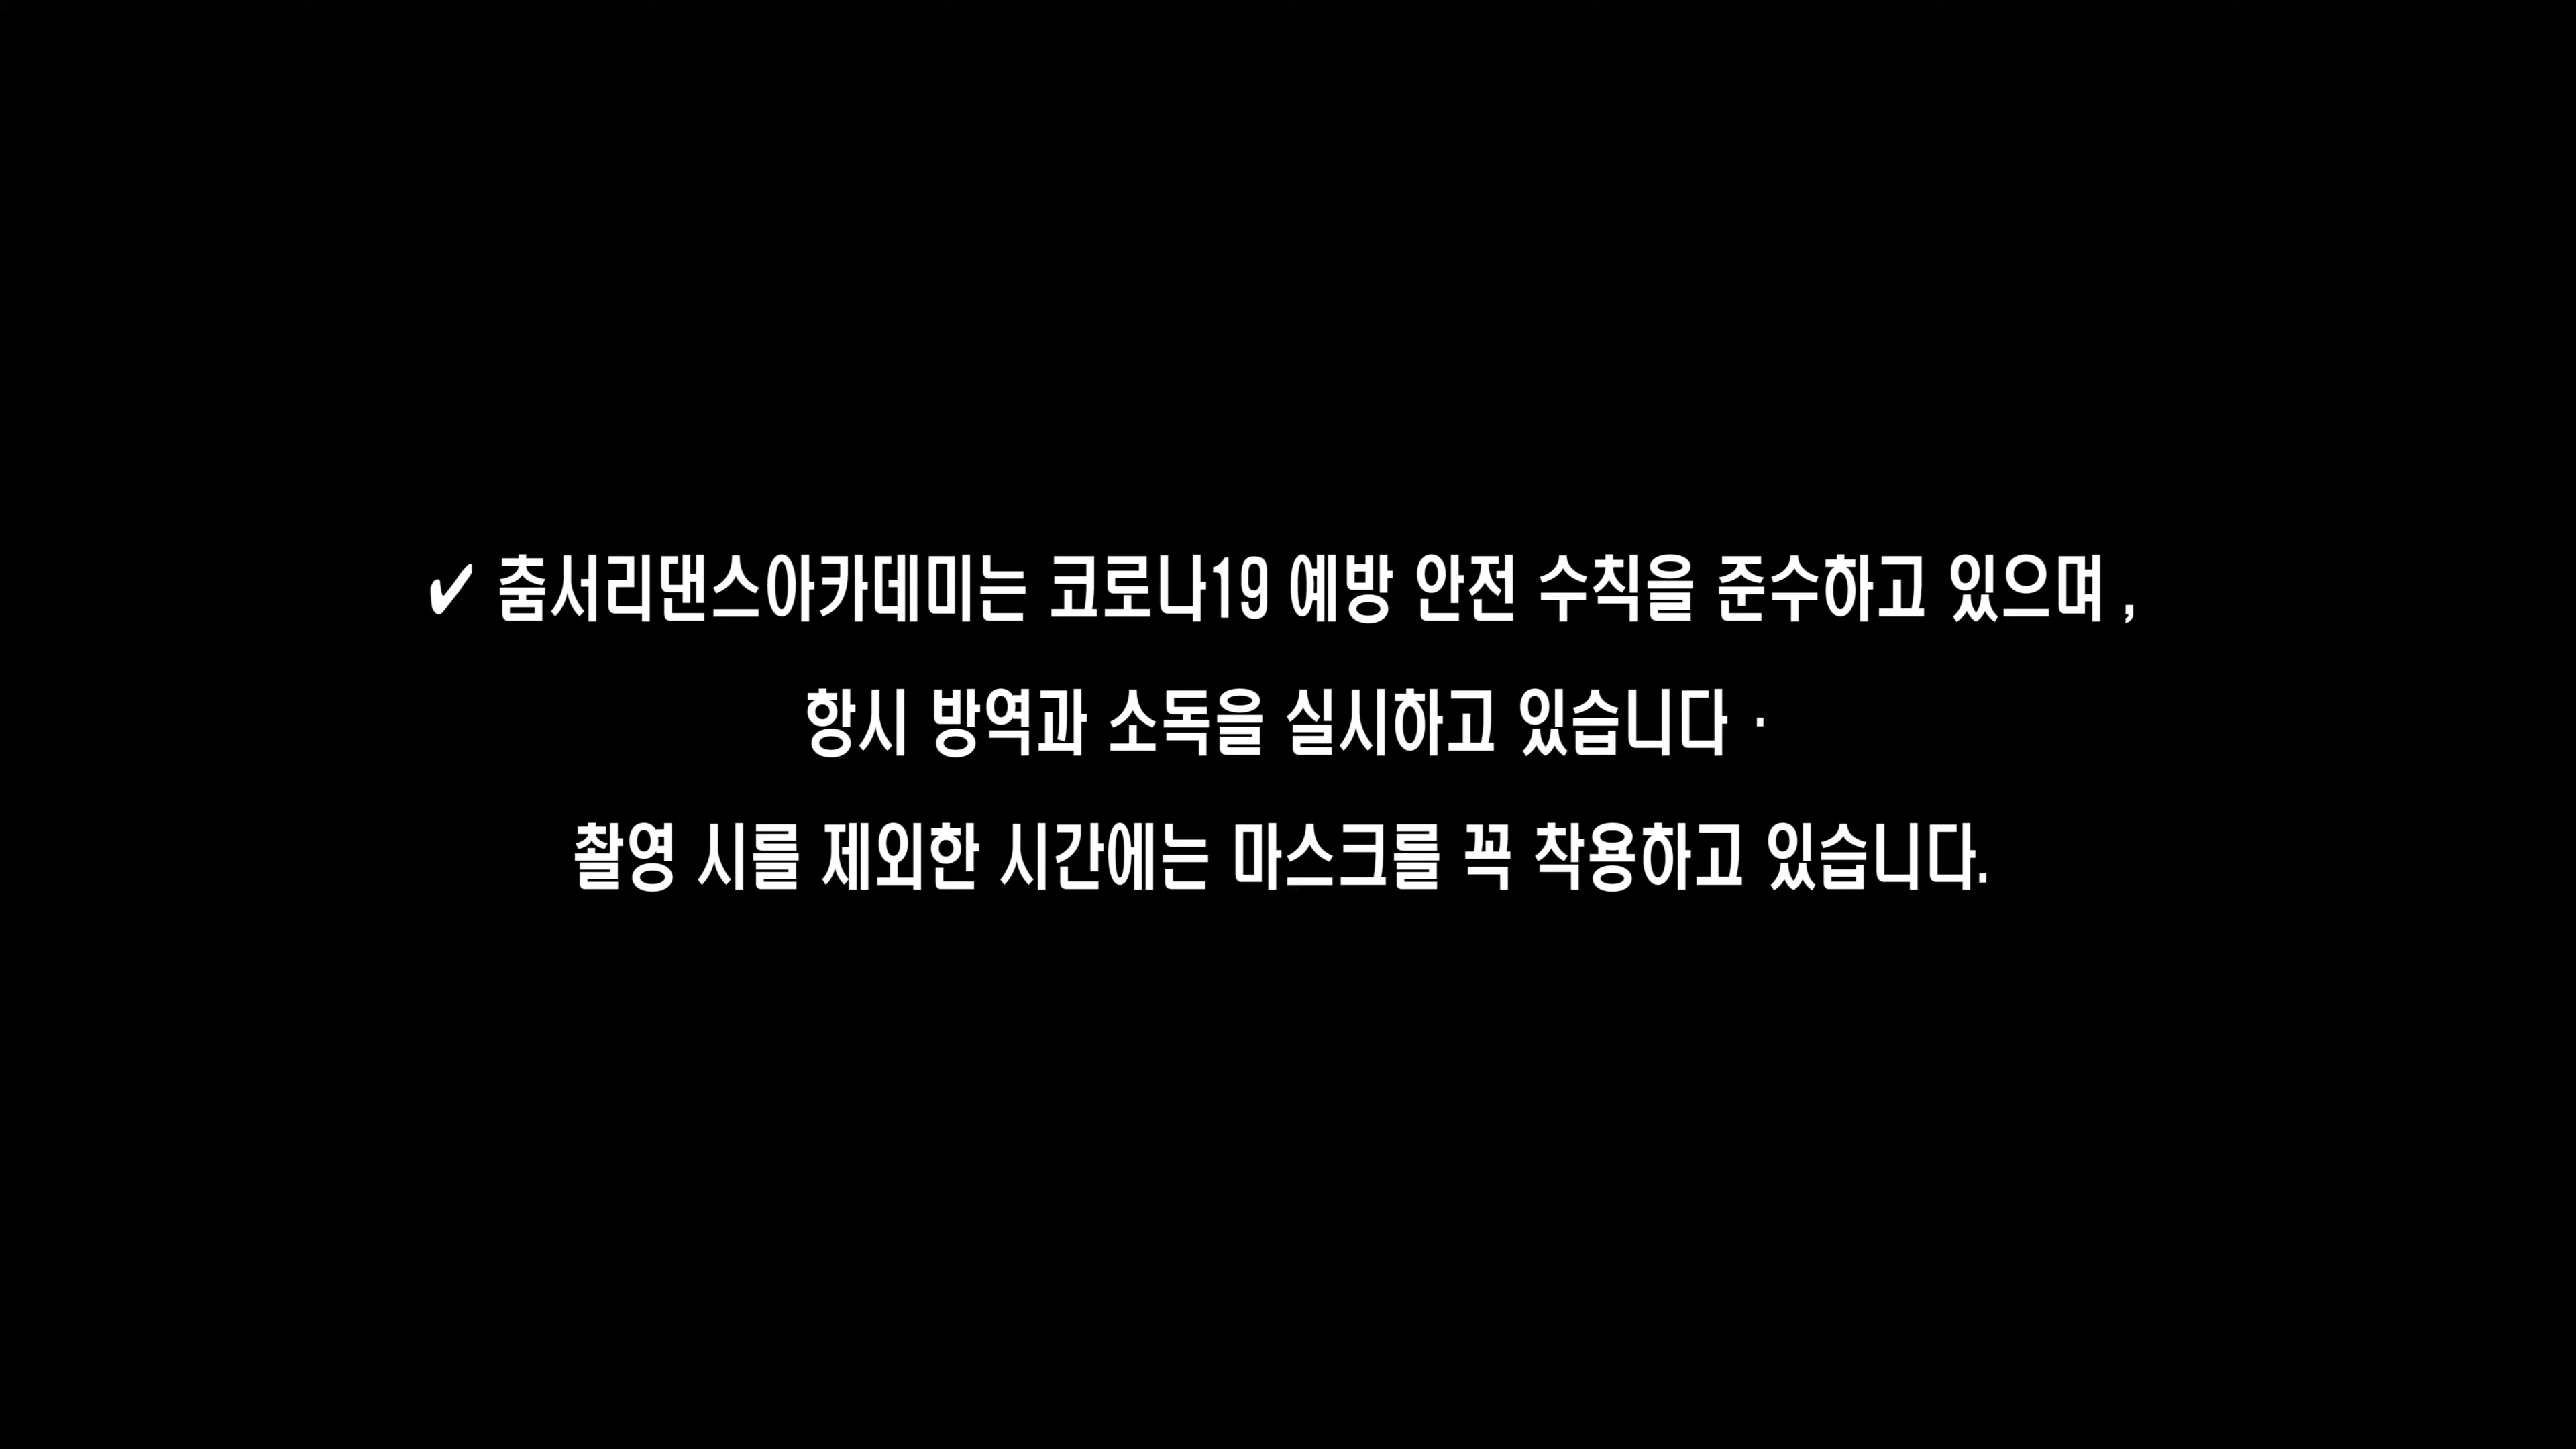 ✔ 춤서리댄스아카데미는 코로나19 예방 안전 수칙을 준수하고 있으며 ,
항시 방역과 소독을 실시하고 있습니다 ·
촬영 시를 제외한 시간에는 마스크를 꼭 착용하고 있습니다.